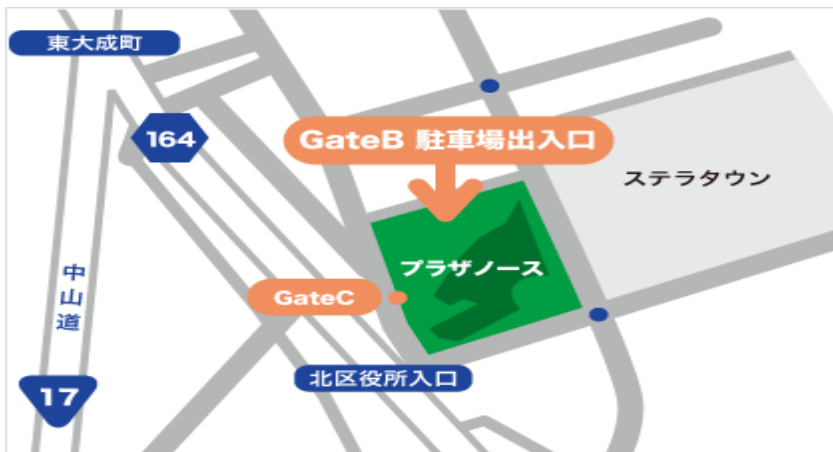 東大成町
164
GateB 駐車場出入口
ステラタウン
プラザノース
中山道
GateC
北区役所入口
17